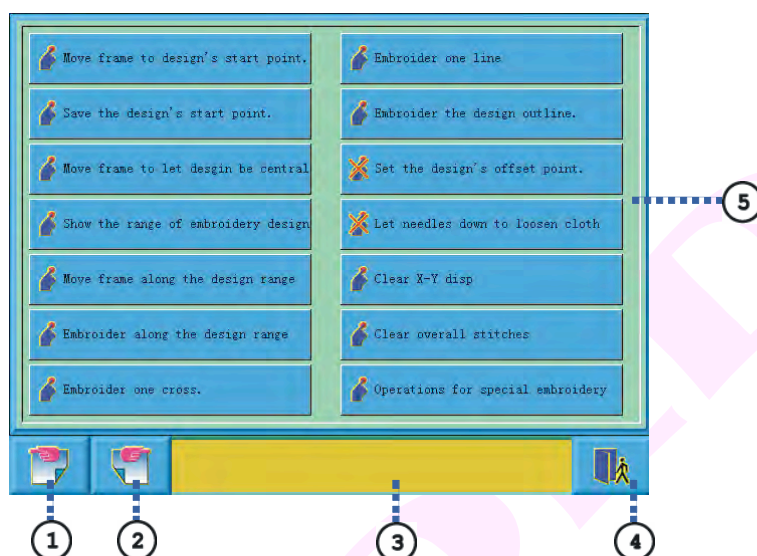 Move frame to design's start point.
Embroider one line
Save the design's start point.
Embroider the design outline.
Move frame to let desgin be central
Set the design's offset point.
Show the range of embroidery design
Let needles down to loosen cloth
Move frame along the design range
Clear X-Y disp
Embroider along the design range
Clear overall stitches
Embroider one cross.
Operations for special embroidery
5
1
2
3
4